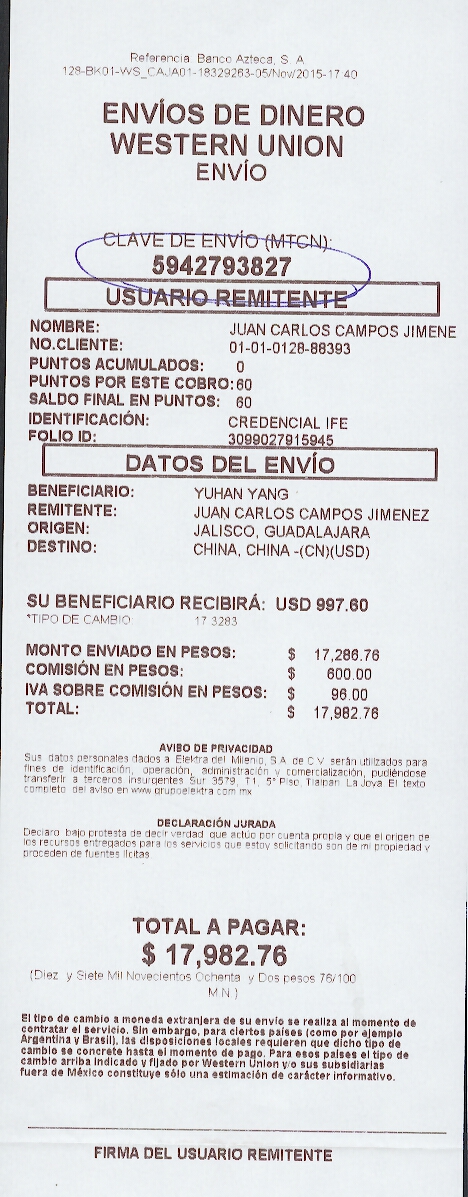 Referencia: Banco Azteca, S. A.
128-BK01-WS_CAJA01-18329263-05/Nov/2015-17:40
ENVÍOS DE DINERO
WESTERN UNION
ENVÍO
CLAVE DE ENVÍO (MTCN):
5942793827
USUARIO REMITENTE
NOMBRE: JUAN CARLOS CAMPOS JIMENE
NO.CLIENTE: 01-01-0128-88393
PUNTOS ACUMULADOS: 0
PUNTOS POR ESTE COBRO: 60
SALDO FINAL EN PUNTOS: 60
IDENTIFICACIÓN: CREDENCIAL IFE
FOLIO ID: 3099027915945
DATOS DEL ENVÍO
BENEFICIARIO: YUHAN YANG
REMITENTE: JUAN CARLOS CAMPOS JIMENEZ
ORIGEN: JALISCO, GUADALAJARA
DESTINO: CHINA, CHINA -(CN)(USD)
SU BENEFICIARIO RECIBIRÁ: USD 997.60
*TIPO DE CAMBIO: 17.3283
MONTO ENVIADO EN PESOS: $ 17,286.76
COMISIÓN EN PESOS: $ 600.00
IVA SOBRE COMISIÓN EN PESOS: $ 96.00
TOTAL: $ 17,982.76
AVISO DE PRIVACIDAD
Sus datos personales dados a Elektra del Milenio, S.A. de C.V. serán utilizados para
fines de identificación, operación, administración y comercialización, pudiéndose
transferir a terceros Insurgentes Sur 3579, T1, 5° Piso, Tlalpan La Joya. El texto
completo del aviso en www.grupoelektra.com.mx
DECLARACIÓN JURADA
Declaro bajo protesta de decir verdad que actúo por cuenta propia y que el origen de
los recursos entregados para los servicios que estoy solicitando son de mi propiedad y
proceden de fuentes lícitas
TOTAL A PAGAR:
$ 17,982.76
(Diez y Siete Mil Novecientos Ochenta y Dos pesos 76/100
M.N.)
El tipo de cambio a moneda extranjera de su envío se realiza al momento de
contratar el servicio. Sin embargo, para ciertos países (como por ejemplo
Argentina y Brasil), las disposiciones locales requieren que dicho tipo de
cambio se concrete hasta el momento de pago. Para esos países el tipo de
cambio arriba indicado y fijado por Western Union y/o sus subsidiarias
fuera de México constituye sólo una estimación de carácter informativo.
FIRMA DEL USUARIO REMITENTE